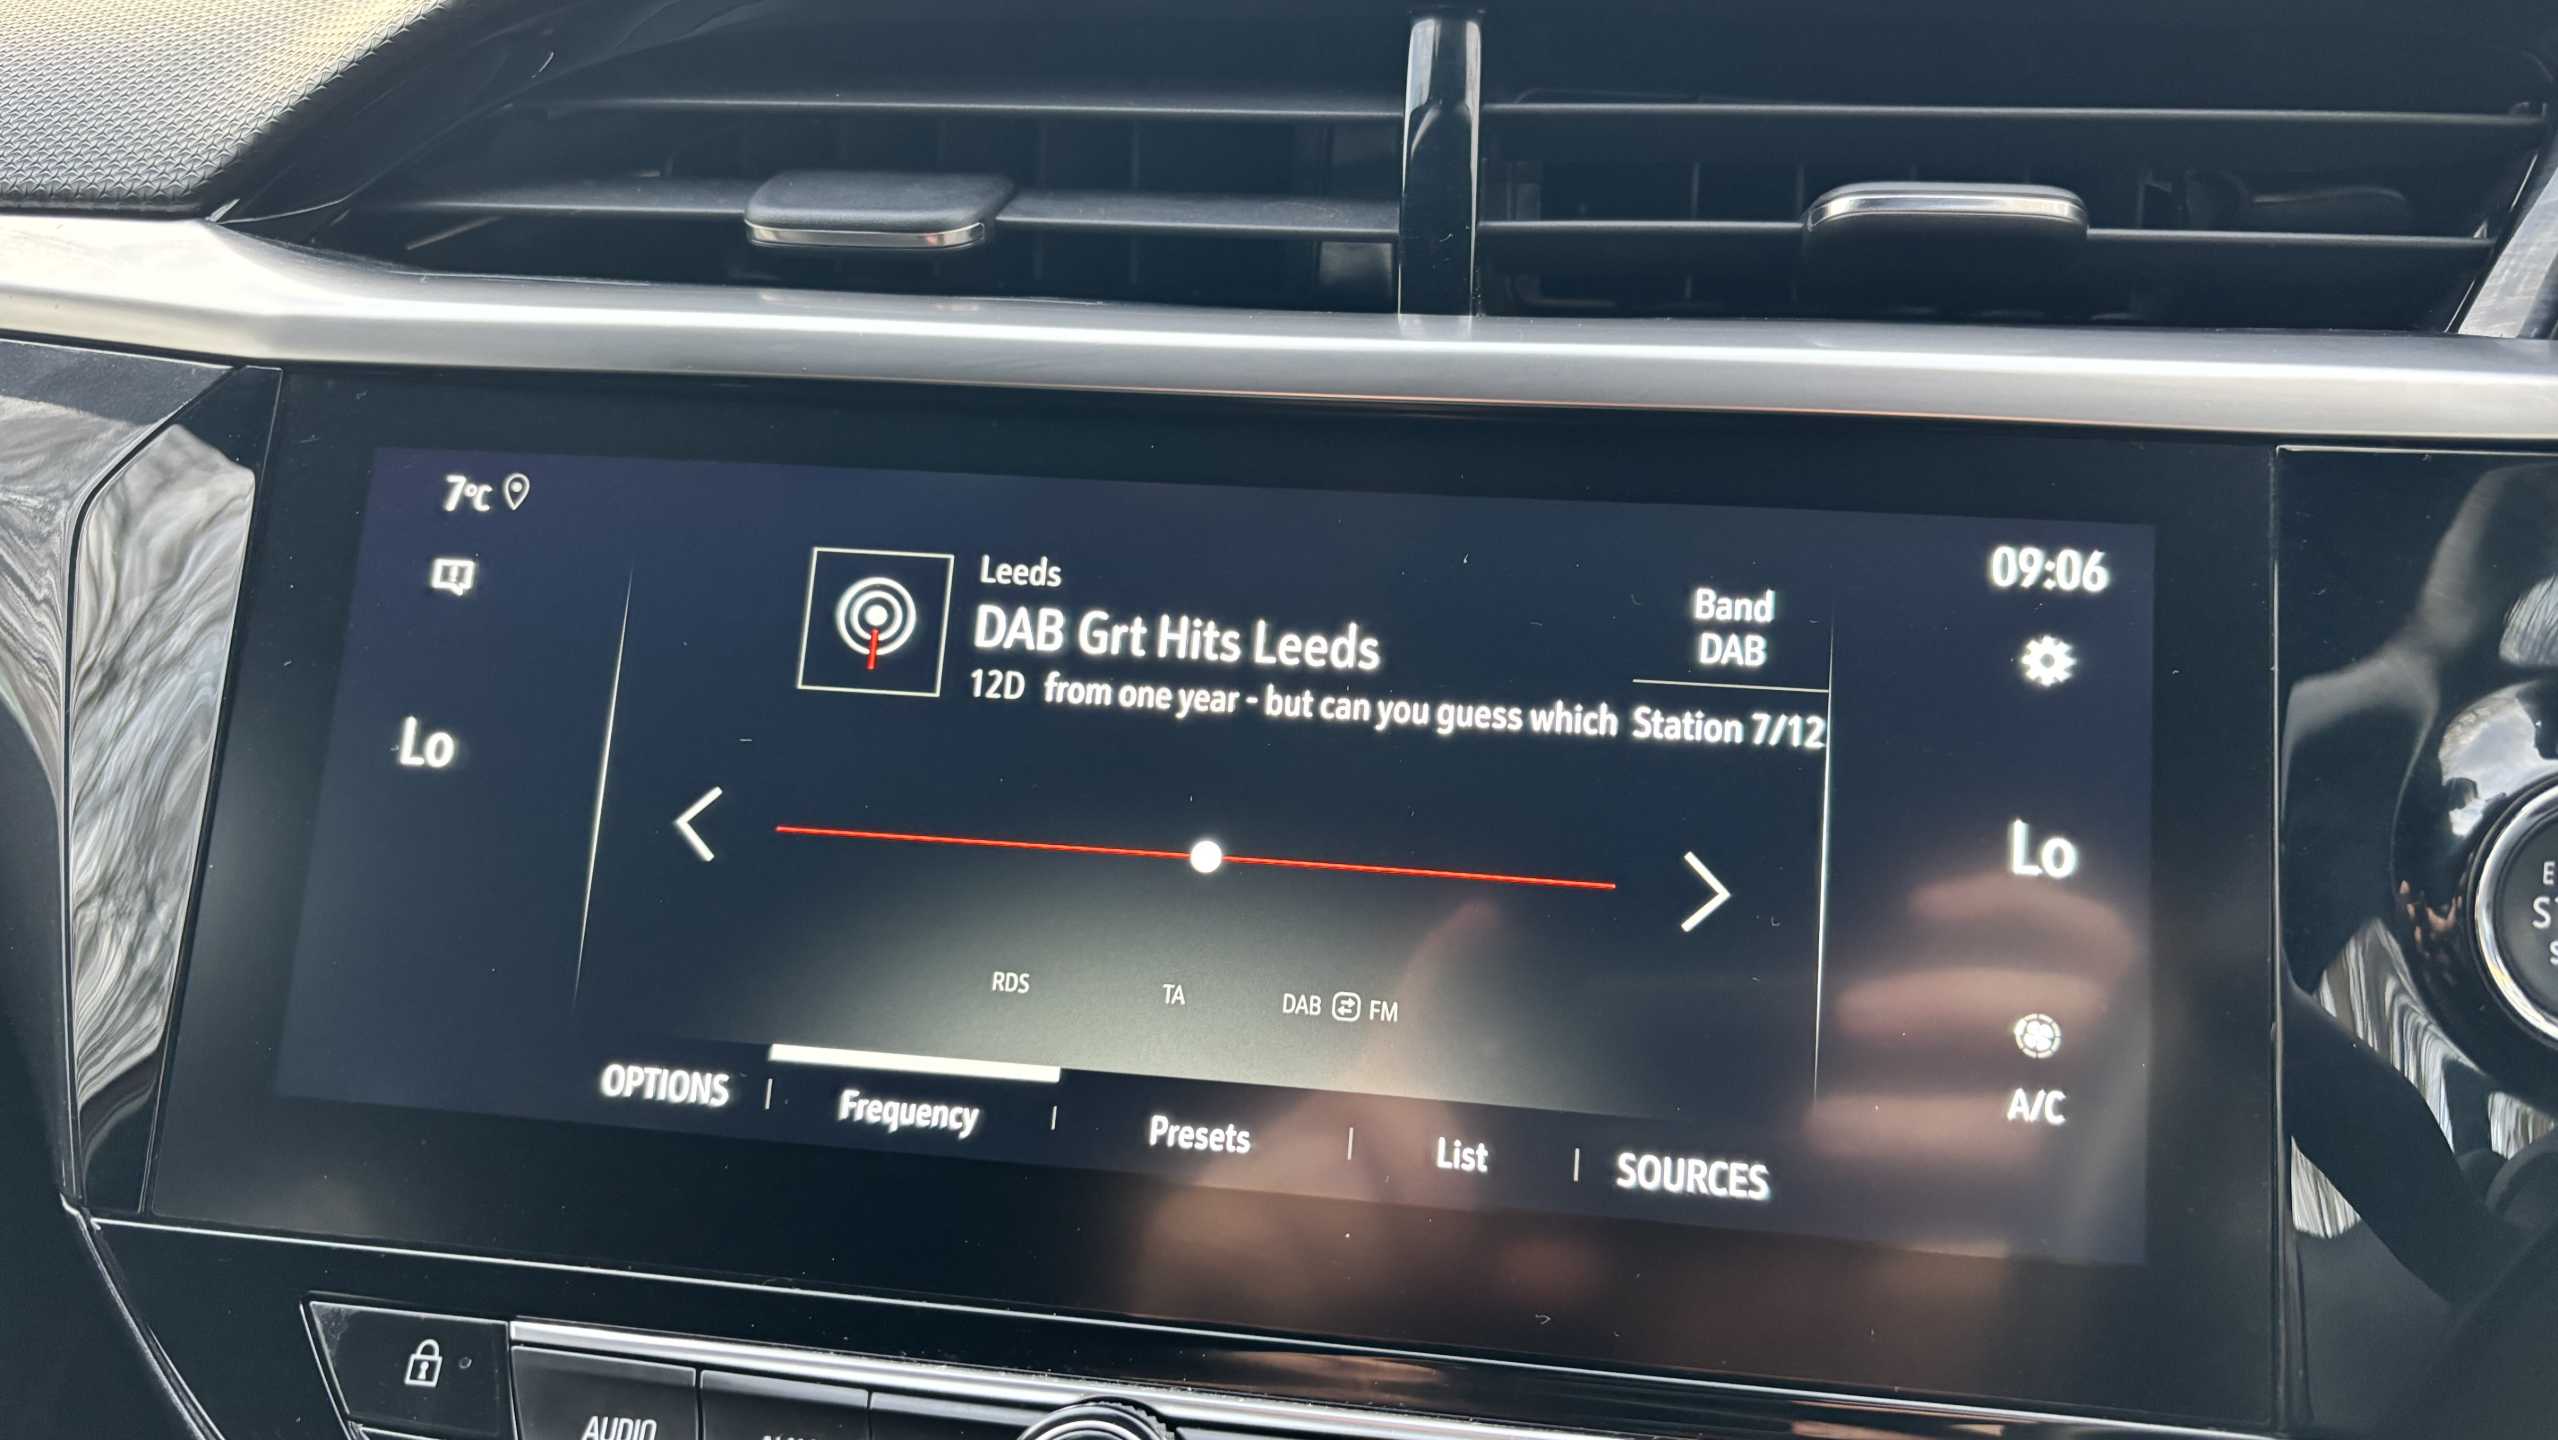 7°C
09:06
Leeds
DAB Grt Hits Leeds
12D from one year - but can you guess which
Band
DAB
Station 7/12
Lo
Lo
RDS
TA
DAB FM
A/C
OPTIONS
Frequency
Presets
List
SOURCES
AUDIO